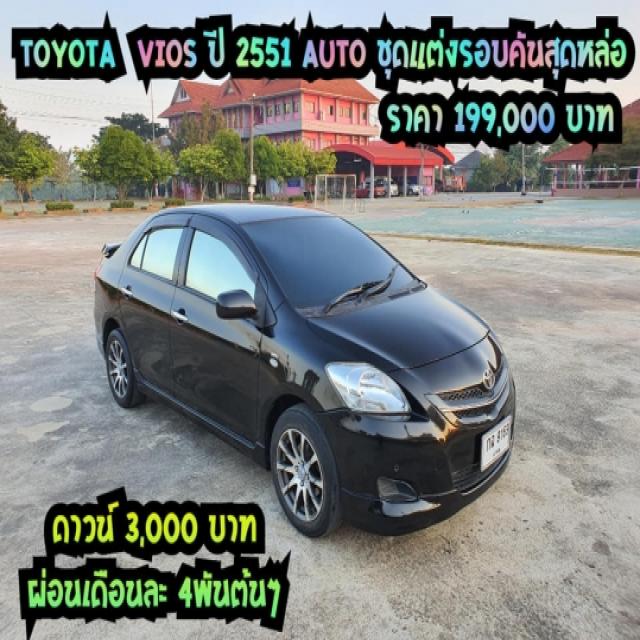 TOYOTA VIOS ปี 2551 AUTO ชุดแต่งรอบคันสุดหล่อ
ราคา 199,000 บาท
ดาวน์ 3,000 บาท
ผ่อนเดือนละ 4พันต้นๆ